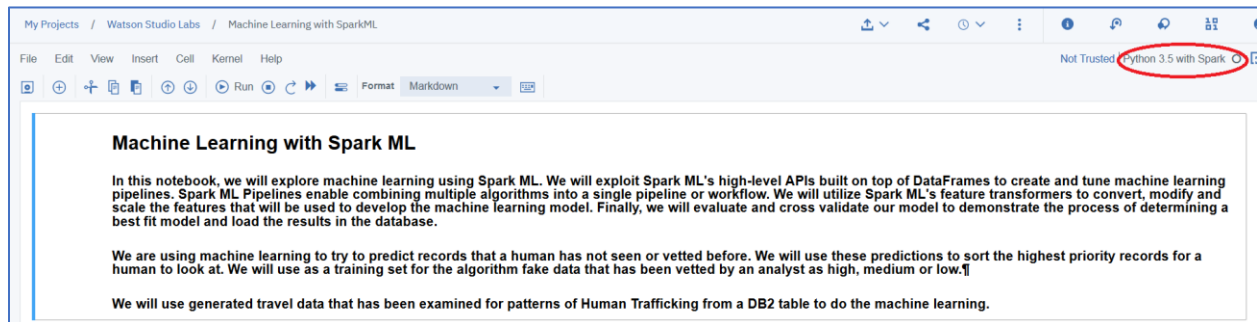 My Projects / Watson Studio Labs / Machine Learning with SparkML
File Edit View Insert Cell Kernel Help
Not Trusted Python 3.5 with Spark
Run Format Markdown
Machine Learning with Spark ML
In this notebook, we will explore machine learning using Spark ML. We will exploit Spark ML's high-level APIs built on top of DataFrames to create and tune machine learning
pipelines. Spark ML Pipelines enable combining multiple algorithms into a single pipeline or workflow. We will utilize Spark ML's feature transformers to convert, modify and
scale the features that will be used to develop the machine learning model. Finally, we will evaluate and cross validate our model to demonstrate the process of determining a
best fit model and load the results in the database.
We are using machine learning to try to predict records that a human has not seen or vetted before. We will use these predictions to sort the highest priority records for a
human to look at. We will use as a training set for the algorithm fake data that has been vetted by an analyst as high, medium or low.¶
We will use generated travel data that has been examined for patterns of Human Trafficking from a DB2 table to do the machine learning.